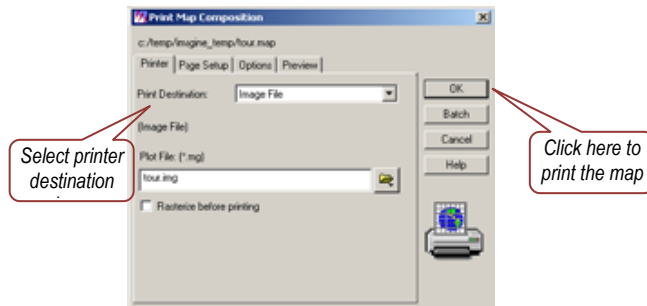 Print Map Composition
c:/temp/imagine_temp/tour.map
Printer
Page Setup
Options
Preview
Print Destination:
Image File
OK
Batch
(Image File)
Cancel
Select printer
destination
Click here to
print the map
Plot File: (*.img)
Help
tour.img
Rasterize before printing